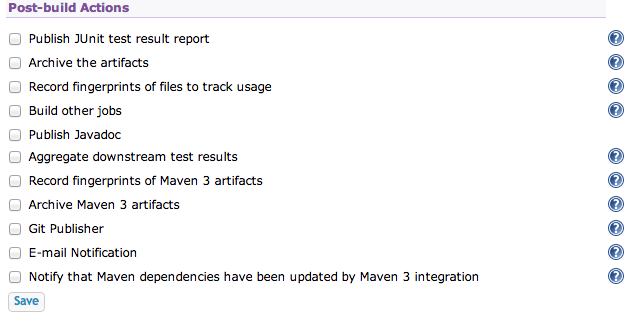 Post-build Actions
Publish JUnit test result report
Archive the artifacts
Record fingerprints of files to track usage
Build other jobs
Publish Javadoc
Aggregate downstream test results
Record fingerprints of Maven 3 artifacts
Archive Maven 3 artifacts
Git Publisher
E-mail Notification
Notify that Maven dependencies have been updated by Maven 3 integration
Save